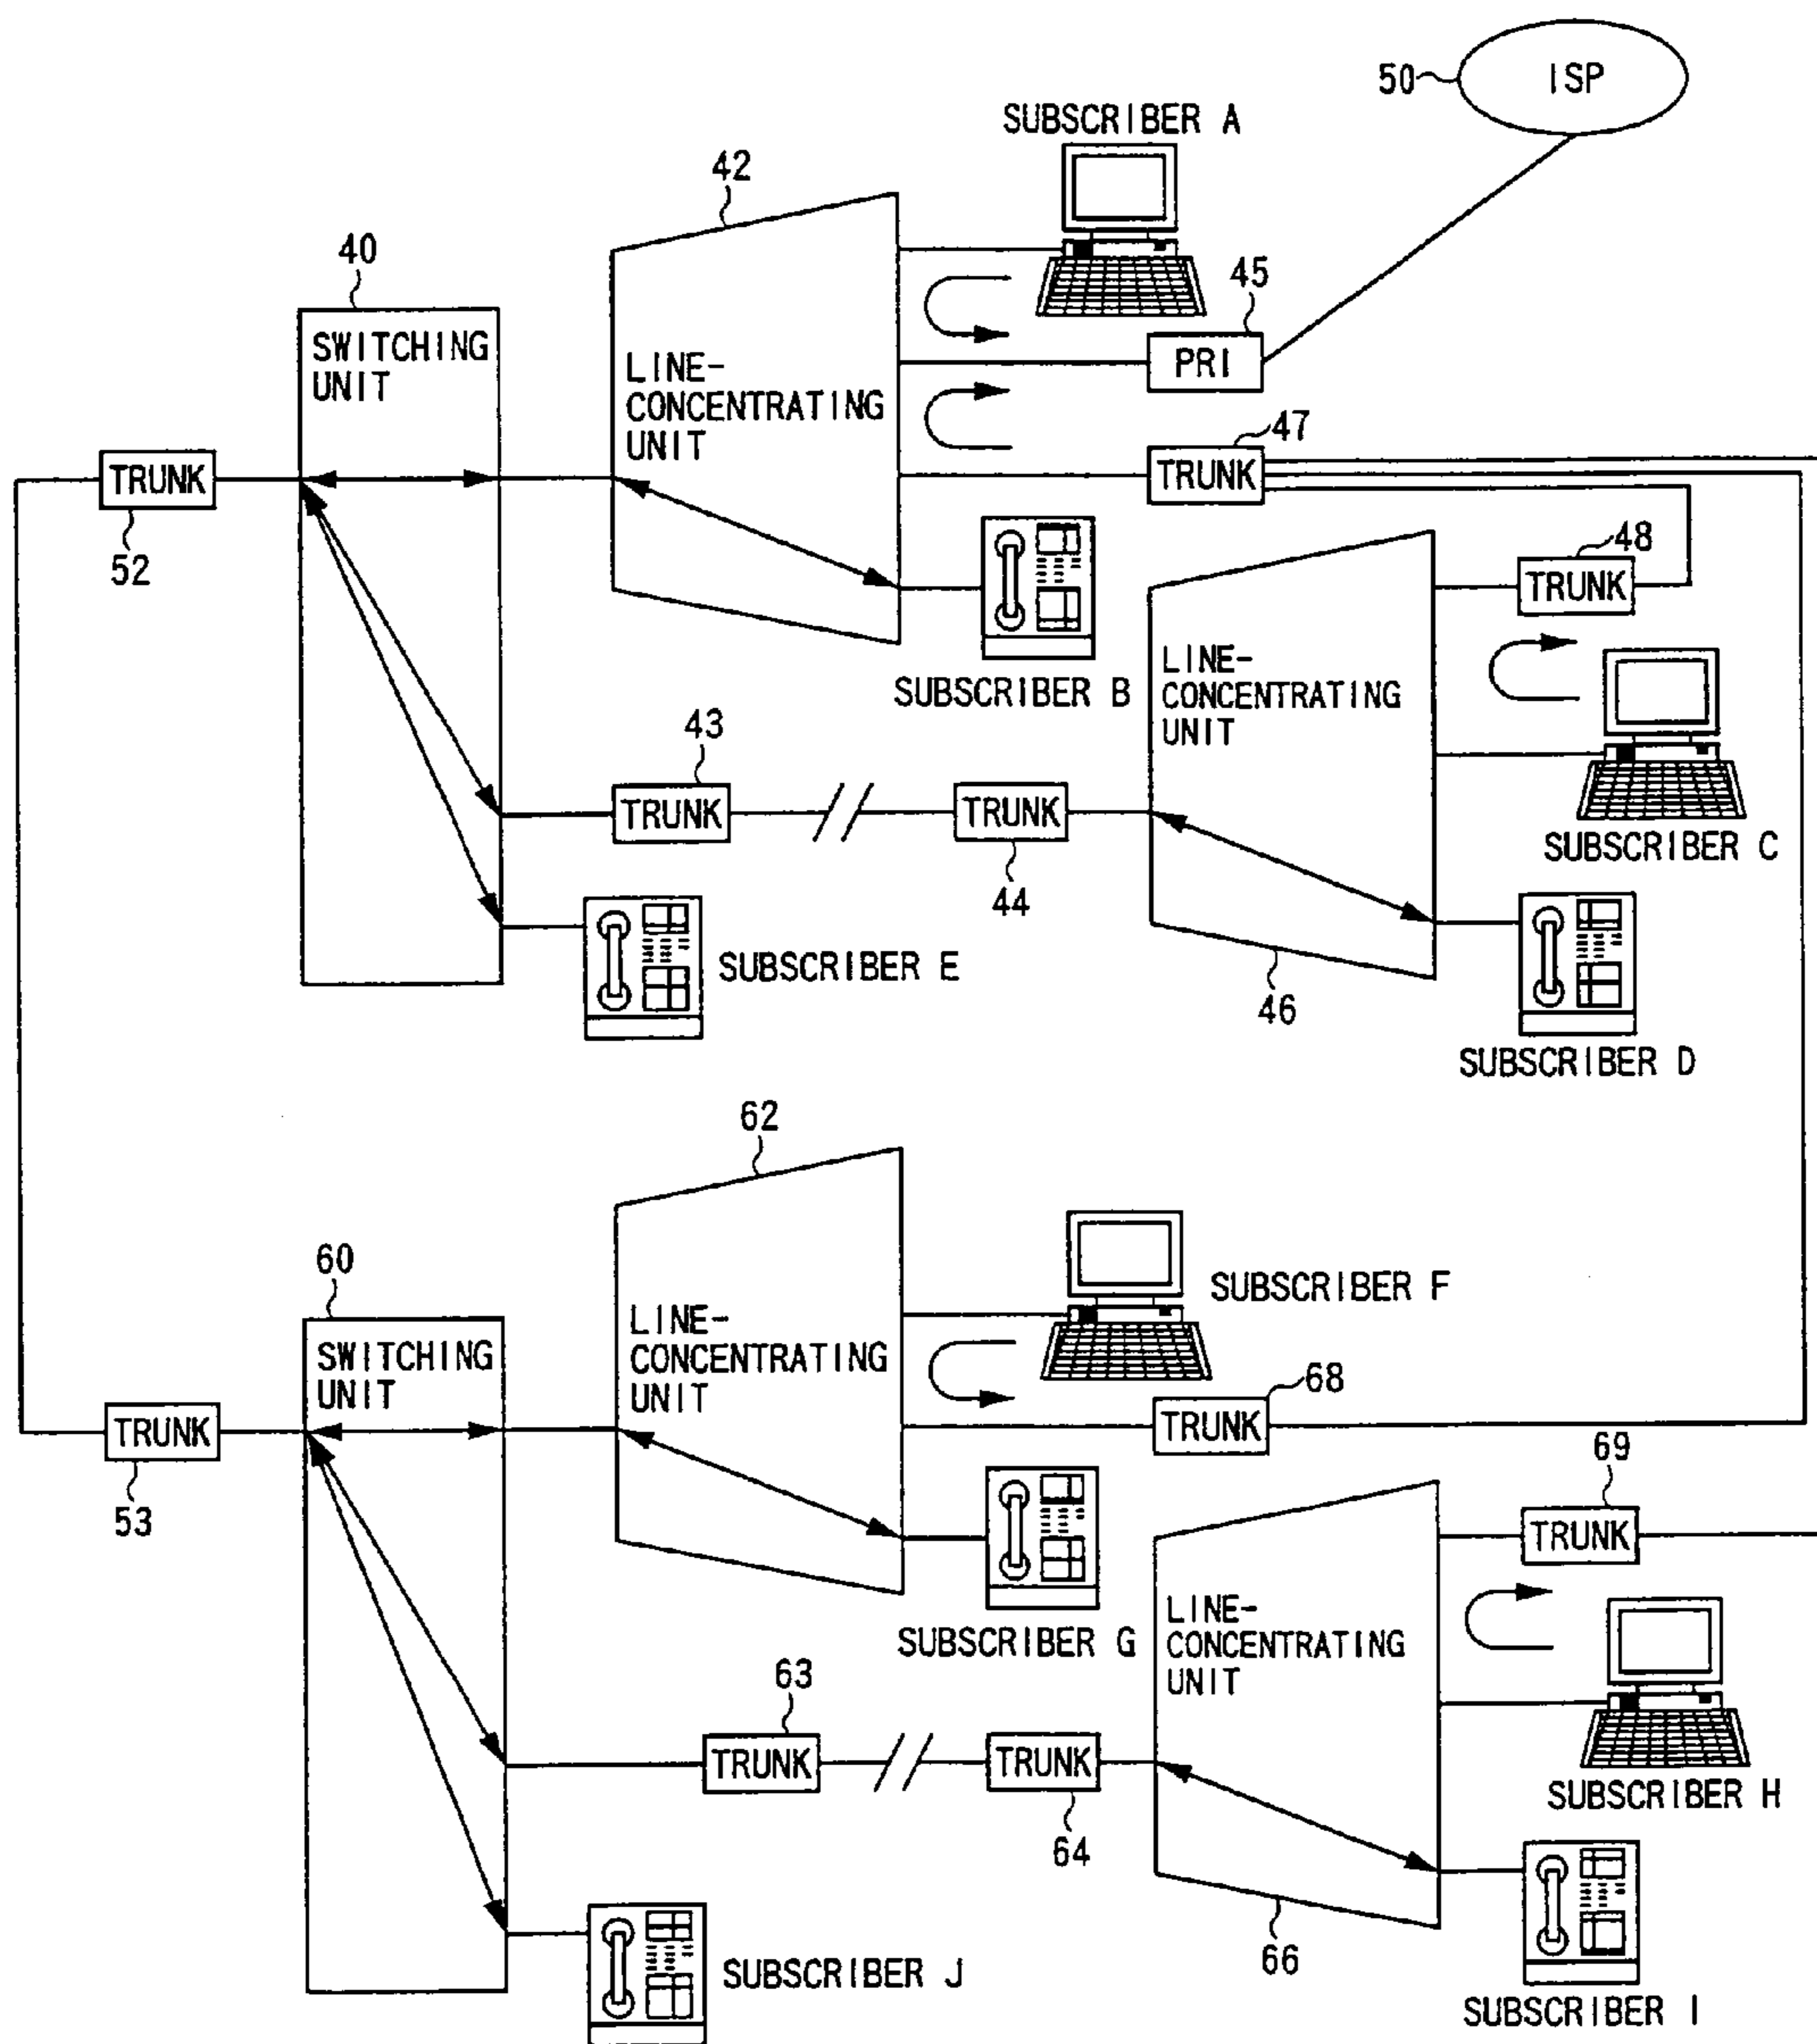 50
ISP
SUBSCRIBER A
42
40
45
SWITCHING
UNIT
LINE-
CONCENTRATING
UNIT
PRI
47
TRUNK
TRUNK
52
48
TRUNK
SUBSCRIBER B
LINE-
CONCENTRATING
UNIT
43
TRUNK
TRUNK
44
SUBSCRIBER C
SUBSCRIBER E
46
SUBSCRIBER D
62
60
SUBSCRIBER F
SWITCHING
UNIT
LINE-
CONCENTRATING
UNIT
68
TRUNK
TRUNK
53
69
TRUNK
SUBSCRIBER G
LINE-
CONCENTRATING
UNIT
63
TRUNK
TRUNK
64
SUBSCRIBER H
66
SUBSCRIBER J
SUBSCRIBER I